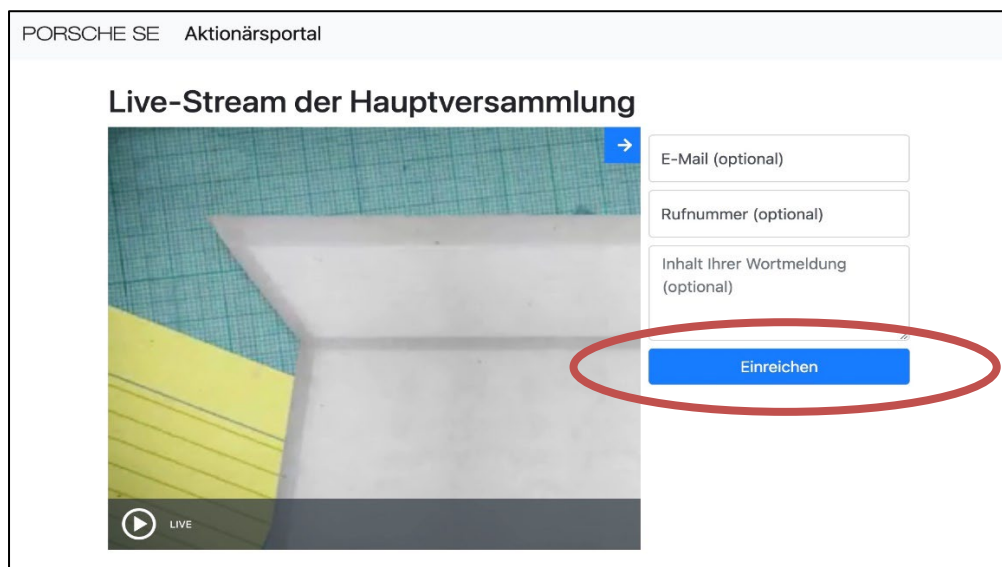 PORSCHE SE Aktionärsportal
Live-Stream der Hauptversammlung
E-Mail (optional)
Rufnummer (optional)
Inhalt Ihrer Wortmeldung
(optional)
Einreichen
LIVE